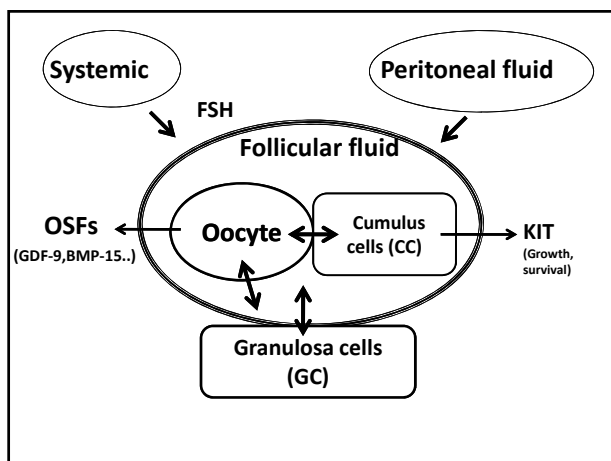 Systemic
Peritoneal fluid
FSH
Follicular fluid
OSFs
(GDF-9,BMP-15..)
Oocyte
Cumulus
cells (CC)
KIT
(Growth,
survival)
Granulosa cells
(GC)